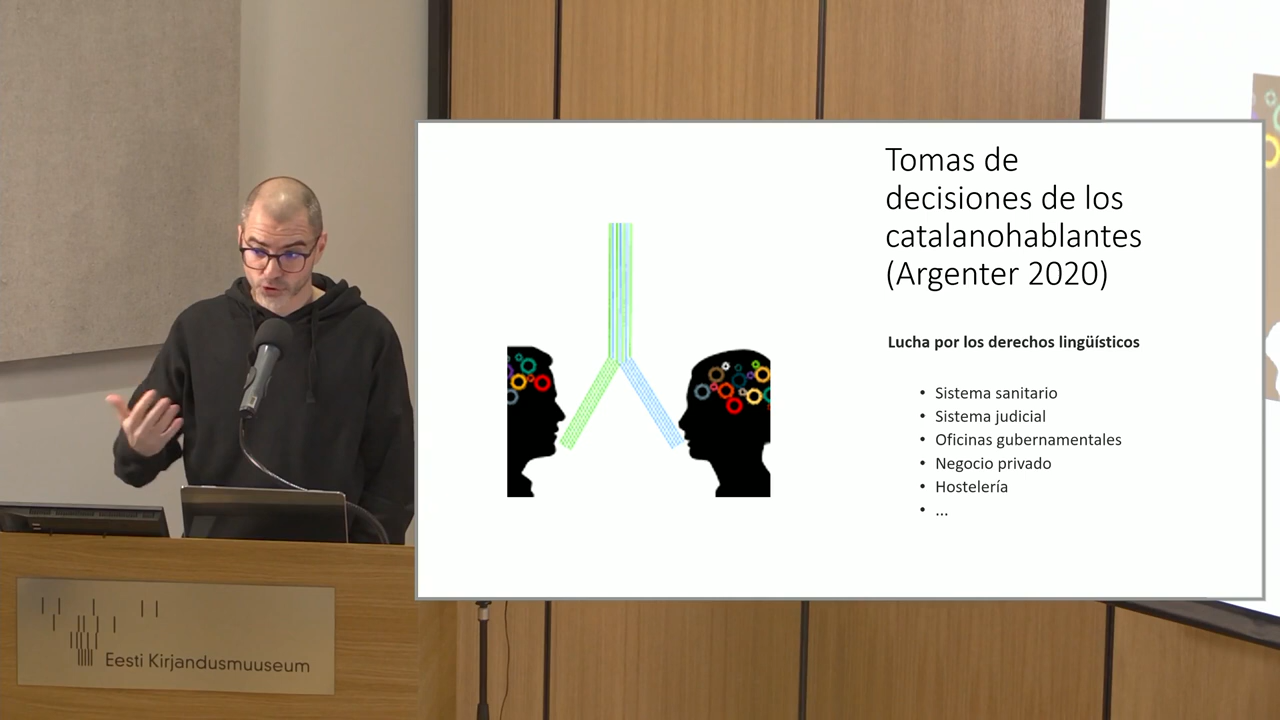 Tomas de
decisiones de los
catalanohablantes
(Argenter 2020)
Lucha por los derechos lingüísticos
• Sistema sanitario
• Sistema judicial
• Oficinas gubernamentales
• Negocio privado
• Hostelería
• ...
Eesti Kirjandusmuuseum